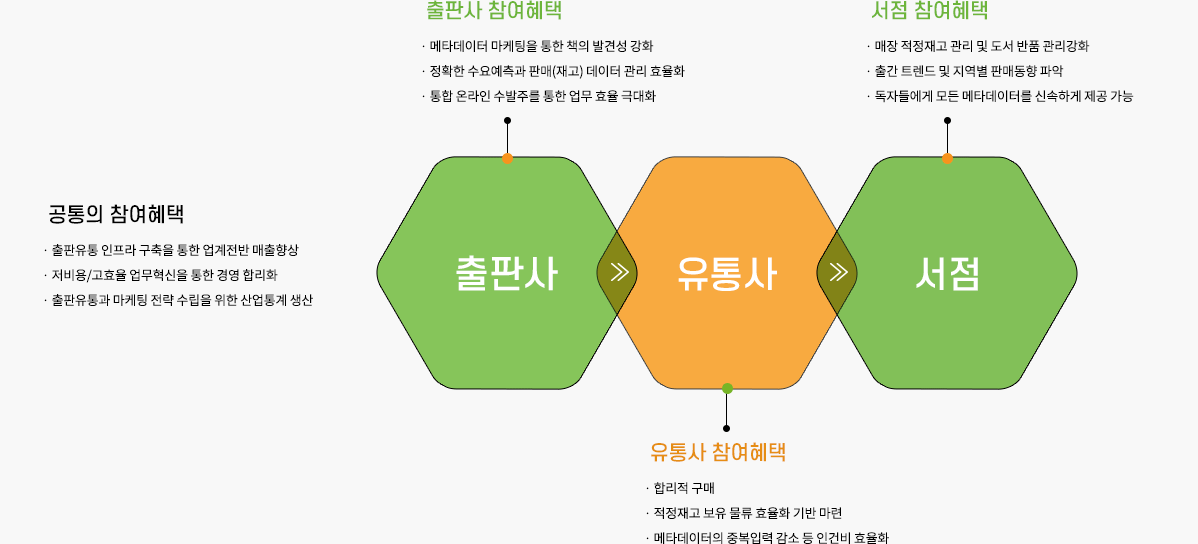 출판사 참여혜택
· 메타데이터 마케팅을 통한 책의 발견성 강화
· 정확한 수요예측과 판매(재고) 데이터 관리 효율화
· 통합 온라인 수발주를 통한 업무 효율 극대화
서점 참여혜택
· 매장 적정재고 관리 및 도서 반품 관리강화
· 출간 트렌드 및 지역별 판매동향 파악
· 독자들에게 모든 메타데이터를 신속하게 제공 가능
공통의 참여혜택
· 출판유통 인프라 구축을 통한 업계전반 매출향상
· 저비용/고효율 업무혁신을 통한 경영 합리화
· 출판유통과 마케팅 전략 수립을 위한 산업통계 생산
출판사
유통사
서점
유통사 참여혜택
· 합리적 구매
· 적정재고 보유 물류 효율화 기반 마련
· 메타데이터의 중복입력 감소 등 인건비 효율화